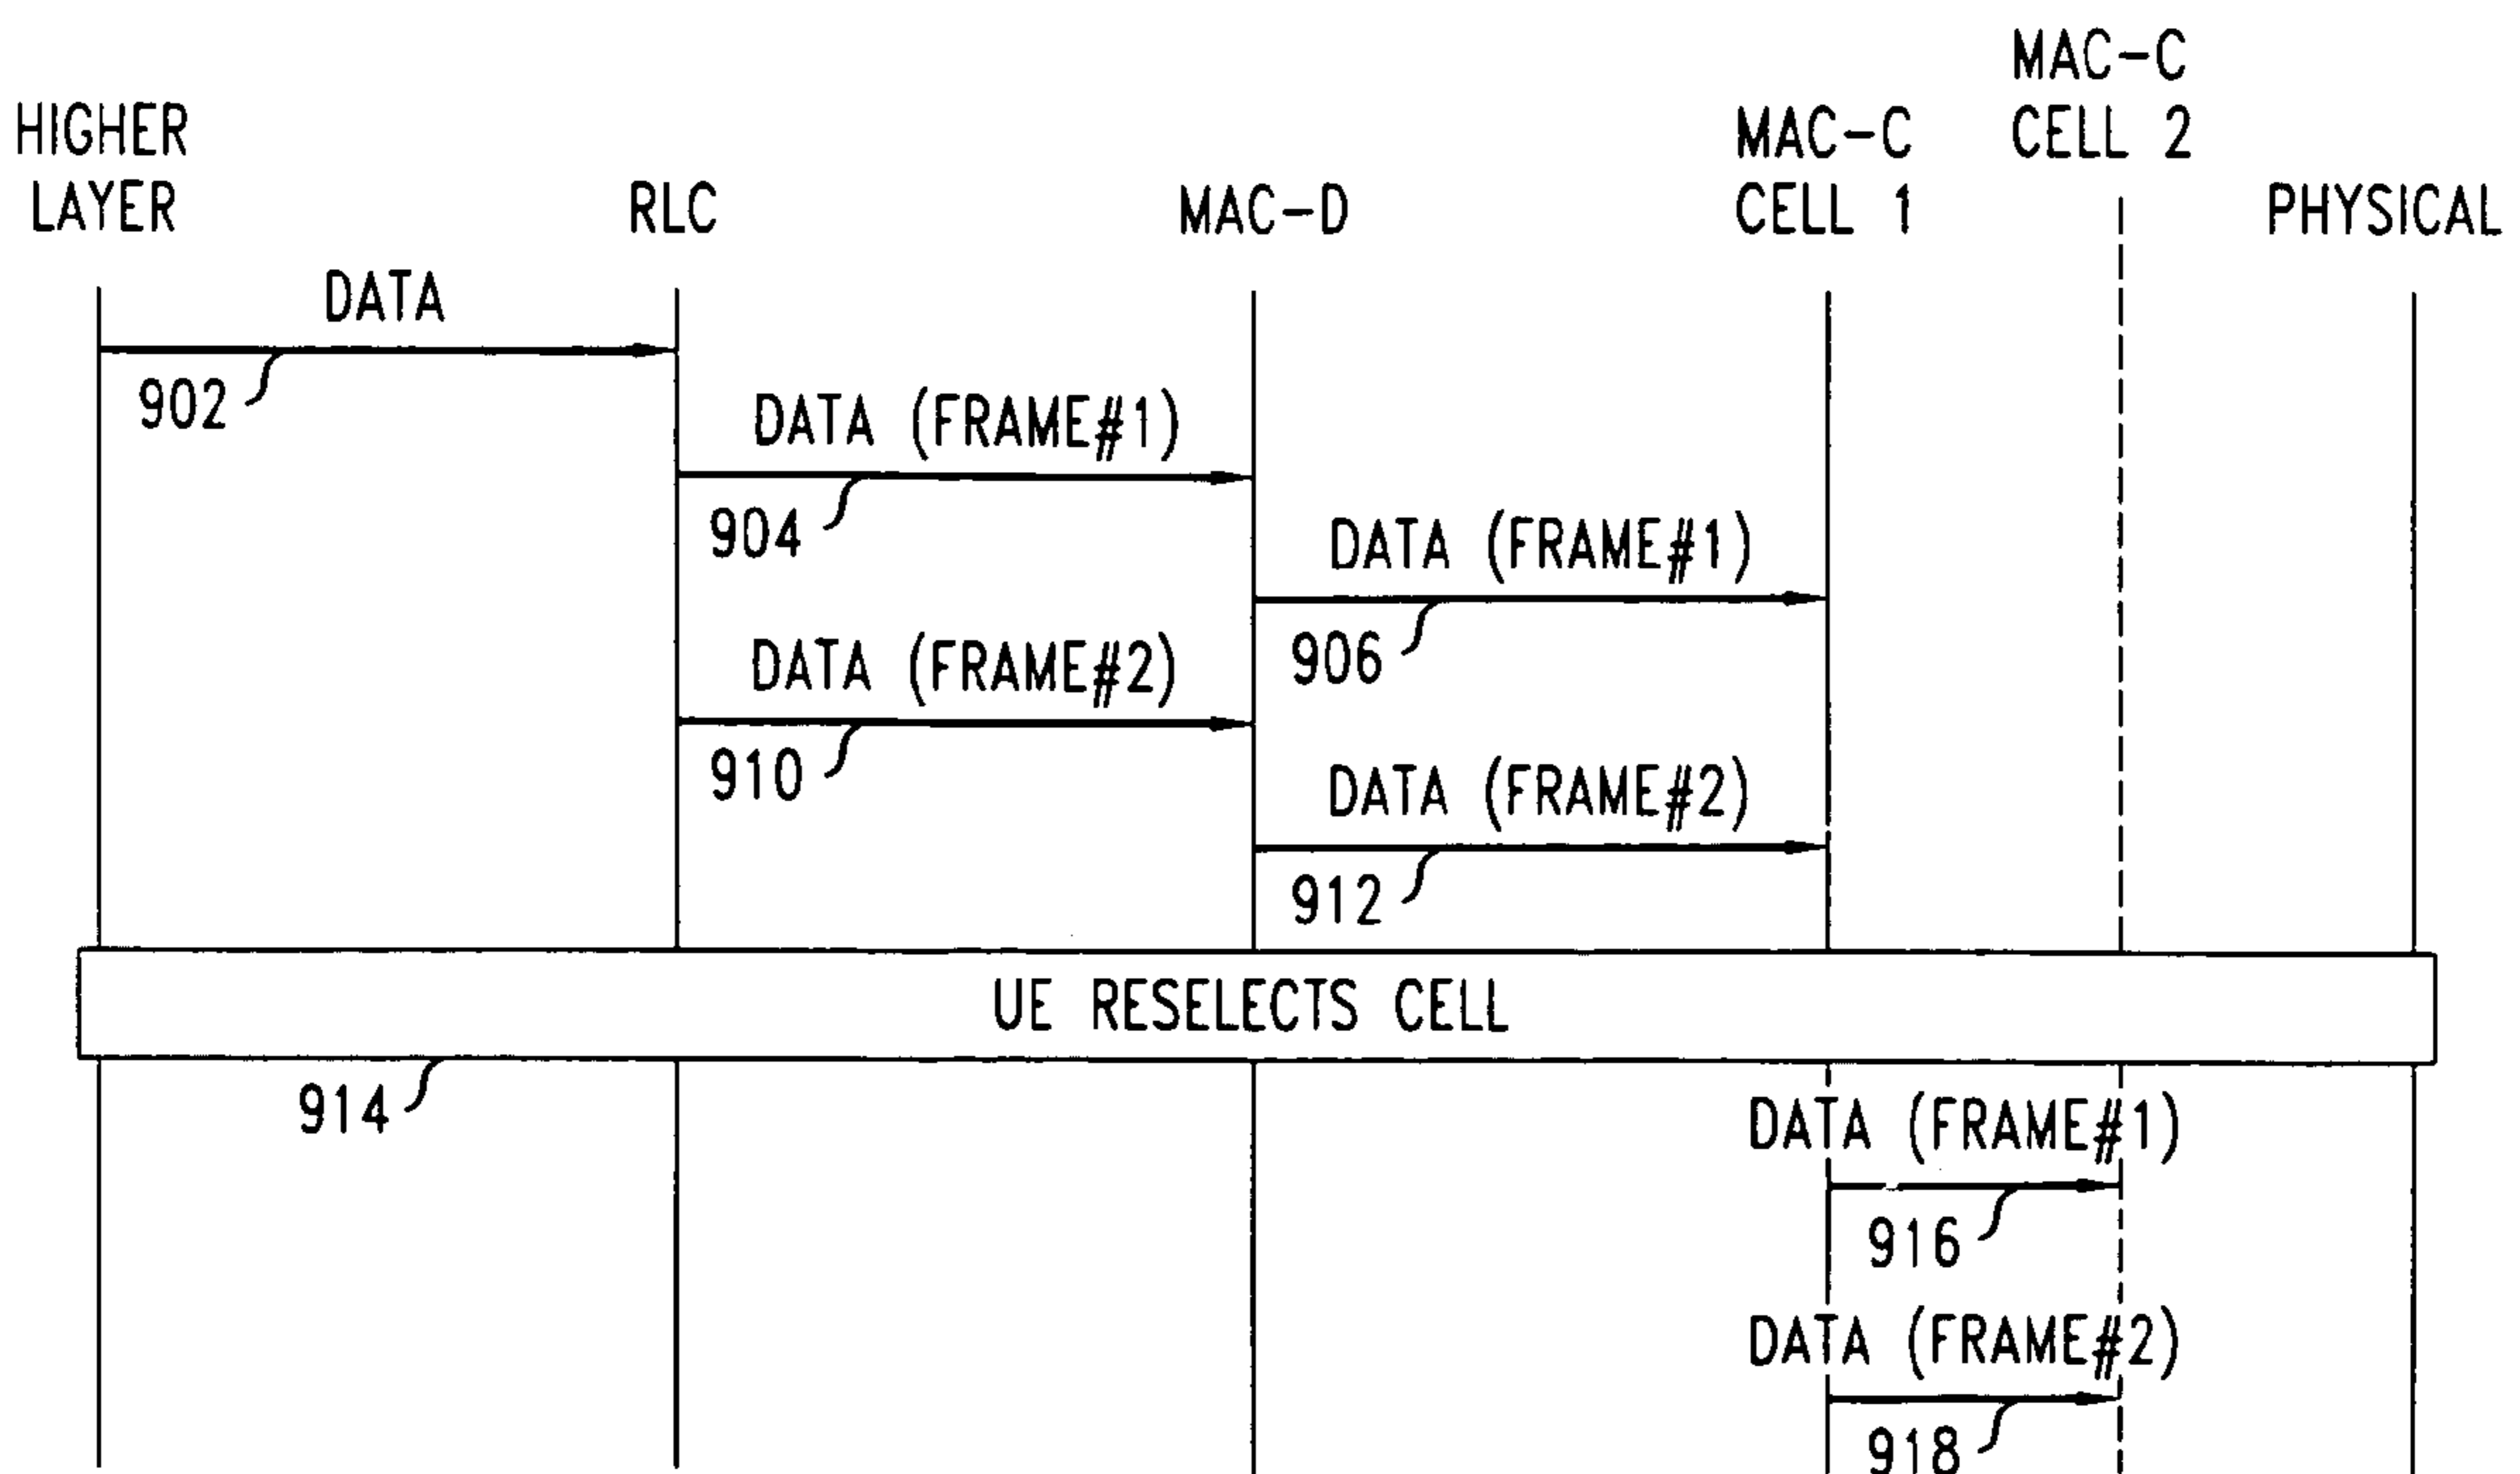 HIGHER
LAYER
RLC
MAC-D
MAC-C
CELL 1
MAC-C
CELL 2
PHYSICAL
DATA
902
DATA (FRAME#1)
904
DATA (FRAME#1)
906
DATA (FRAME#2)
910
DATA (FRAME#2)
912
UE RESELECTS CELL
914
DATA (FRAME#1)
916
DATA (FRAME#2)
918